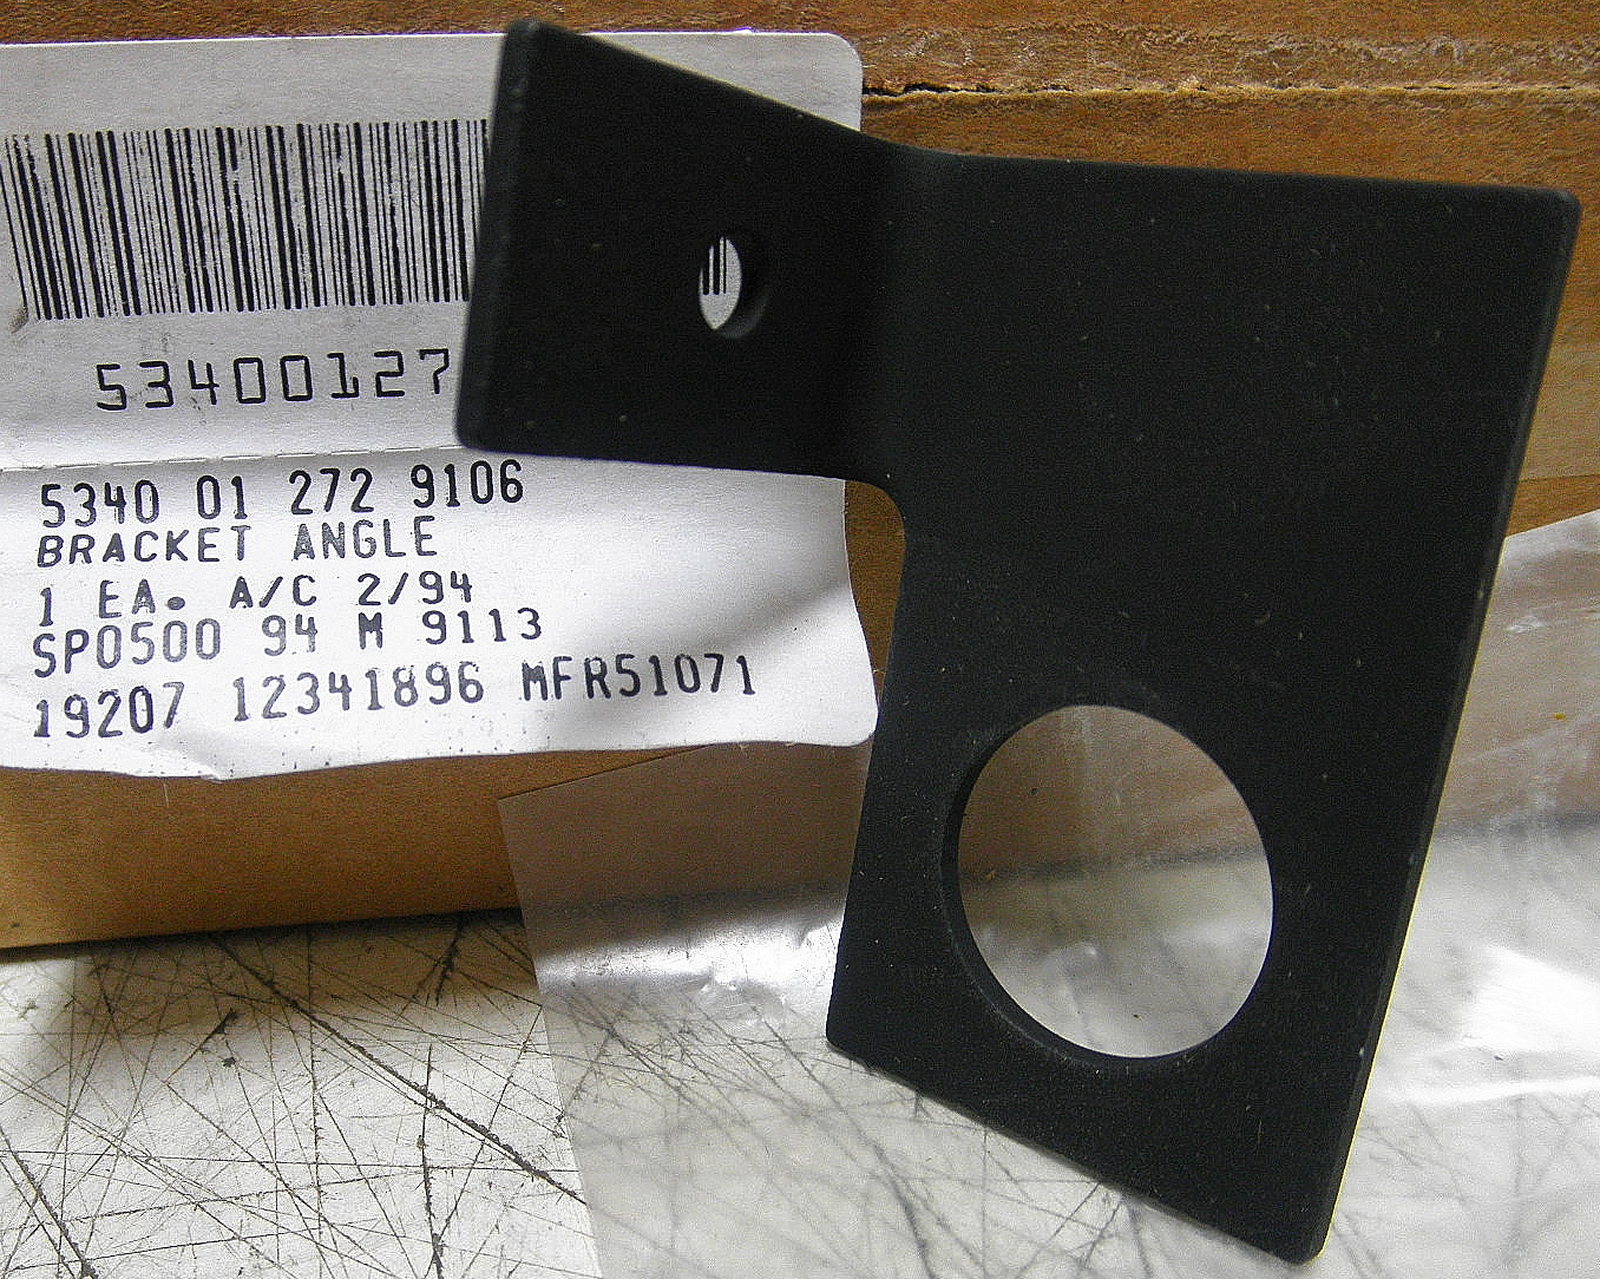 53400127
5340 01 272 9106
BRACKET ANGLE
1 EA. A/C 2/94
SP0500 94 M 9113
19207 12341896 MFR51071